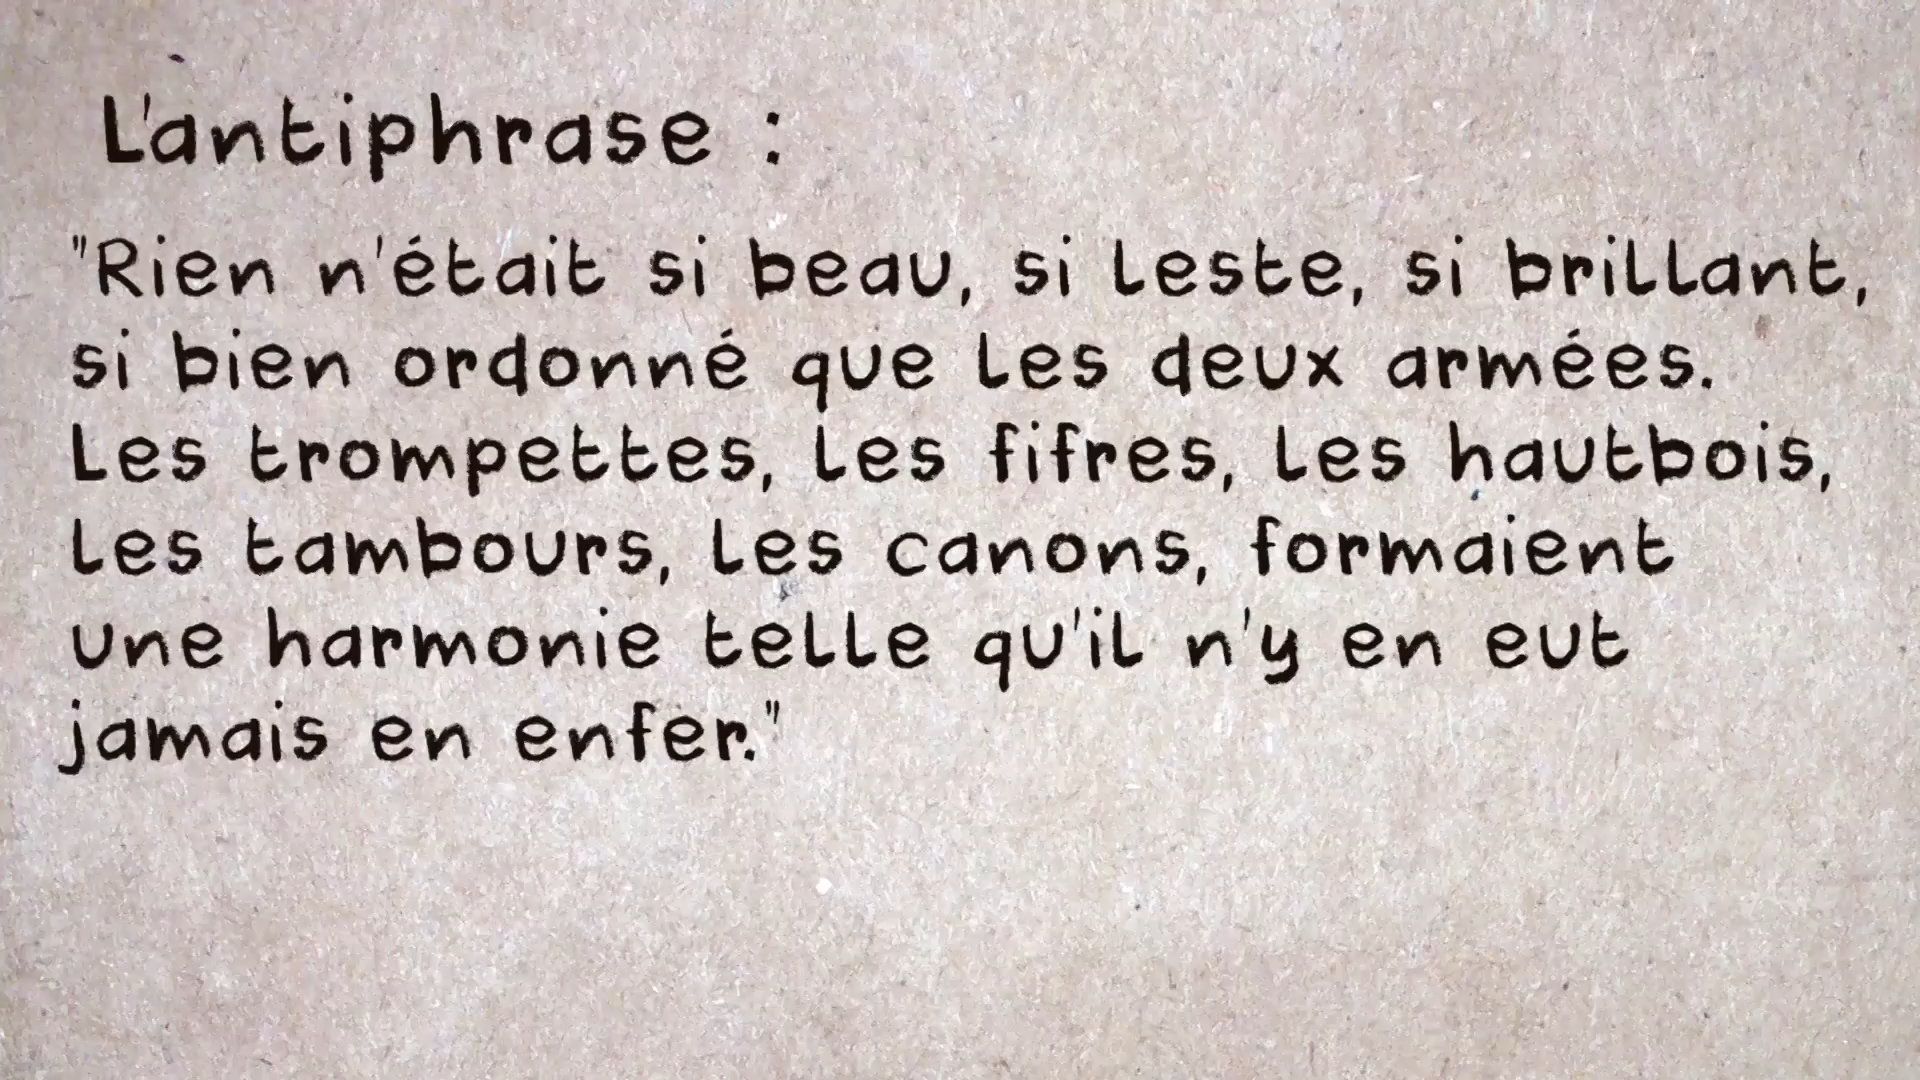 L'antiphrase :
"Rien n'était si beau, si leste, si brillant,
si bien ordonné que les deux armées.
Les trompettes, les fifres, les hautbois,
les tambours, les canons, formaient
une harmonie telle qu'il n'y en eut
jamais en enfer."